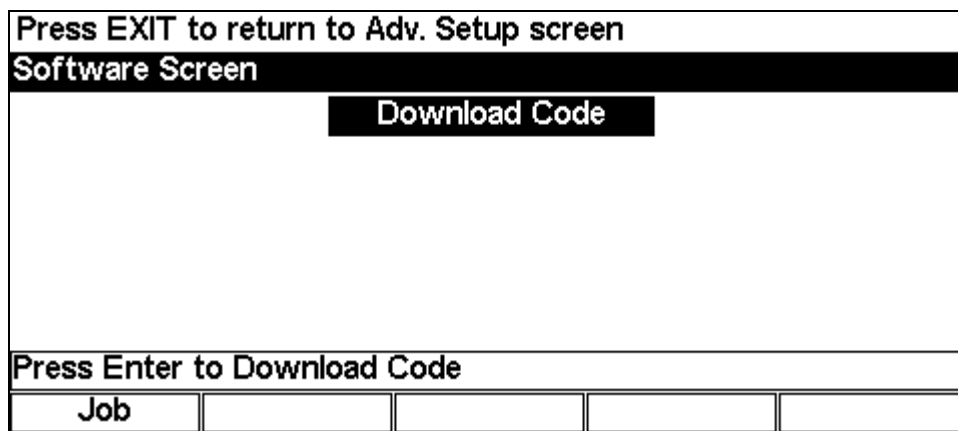 Press EXIT to return to Adv. Setup screen
Software Screen
Download Code
Press Enter to Download Code
Job